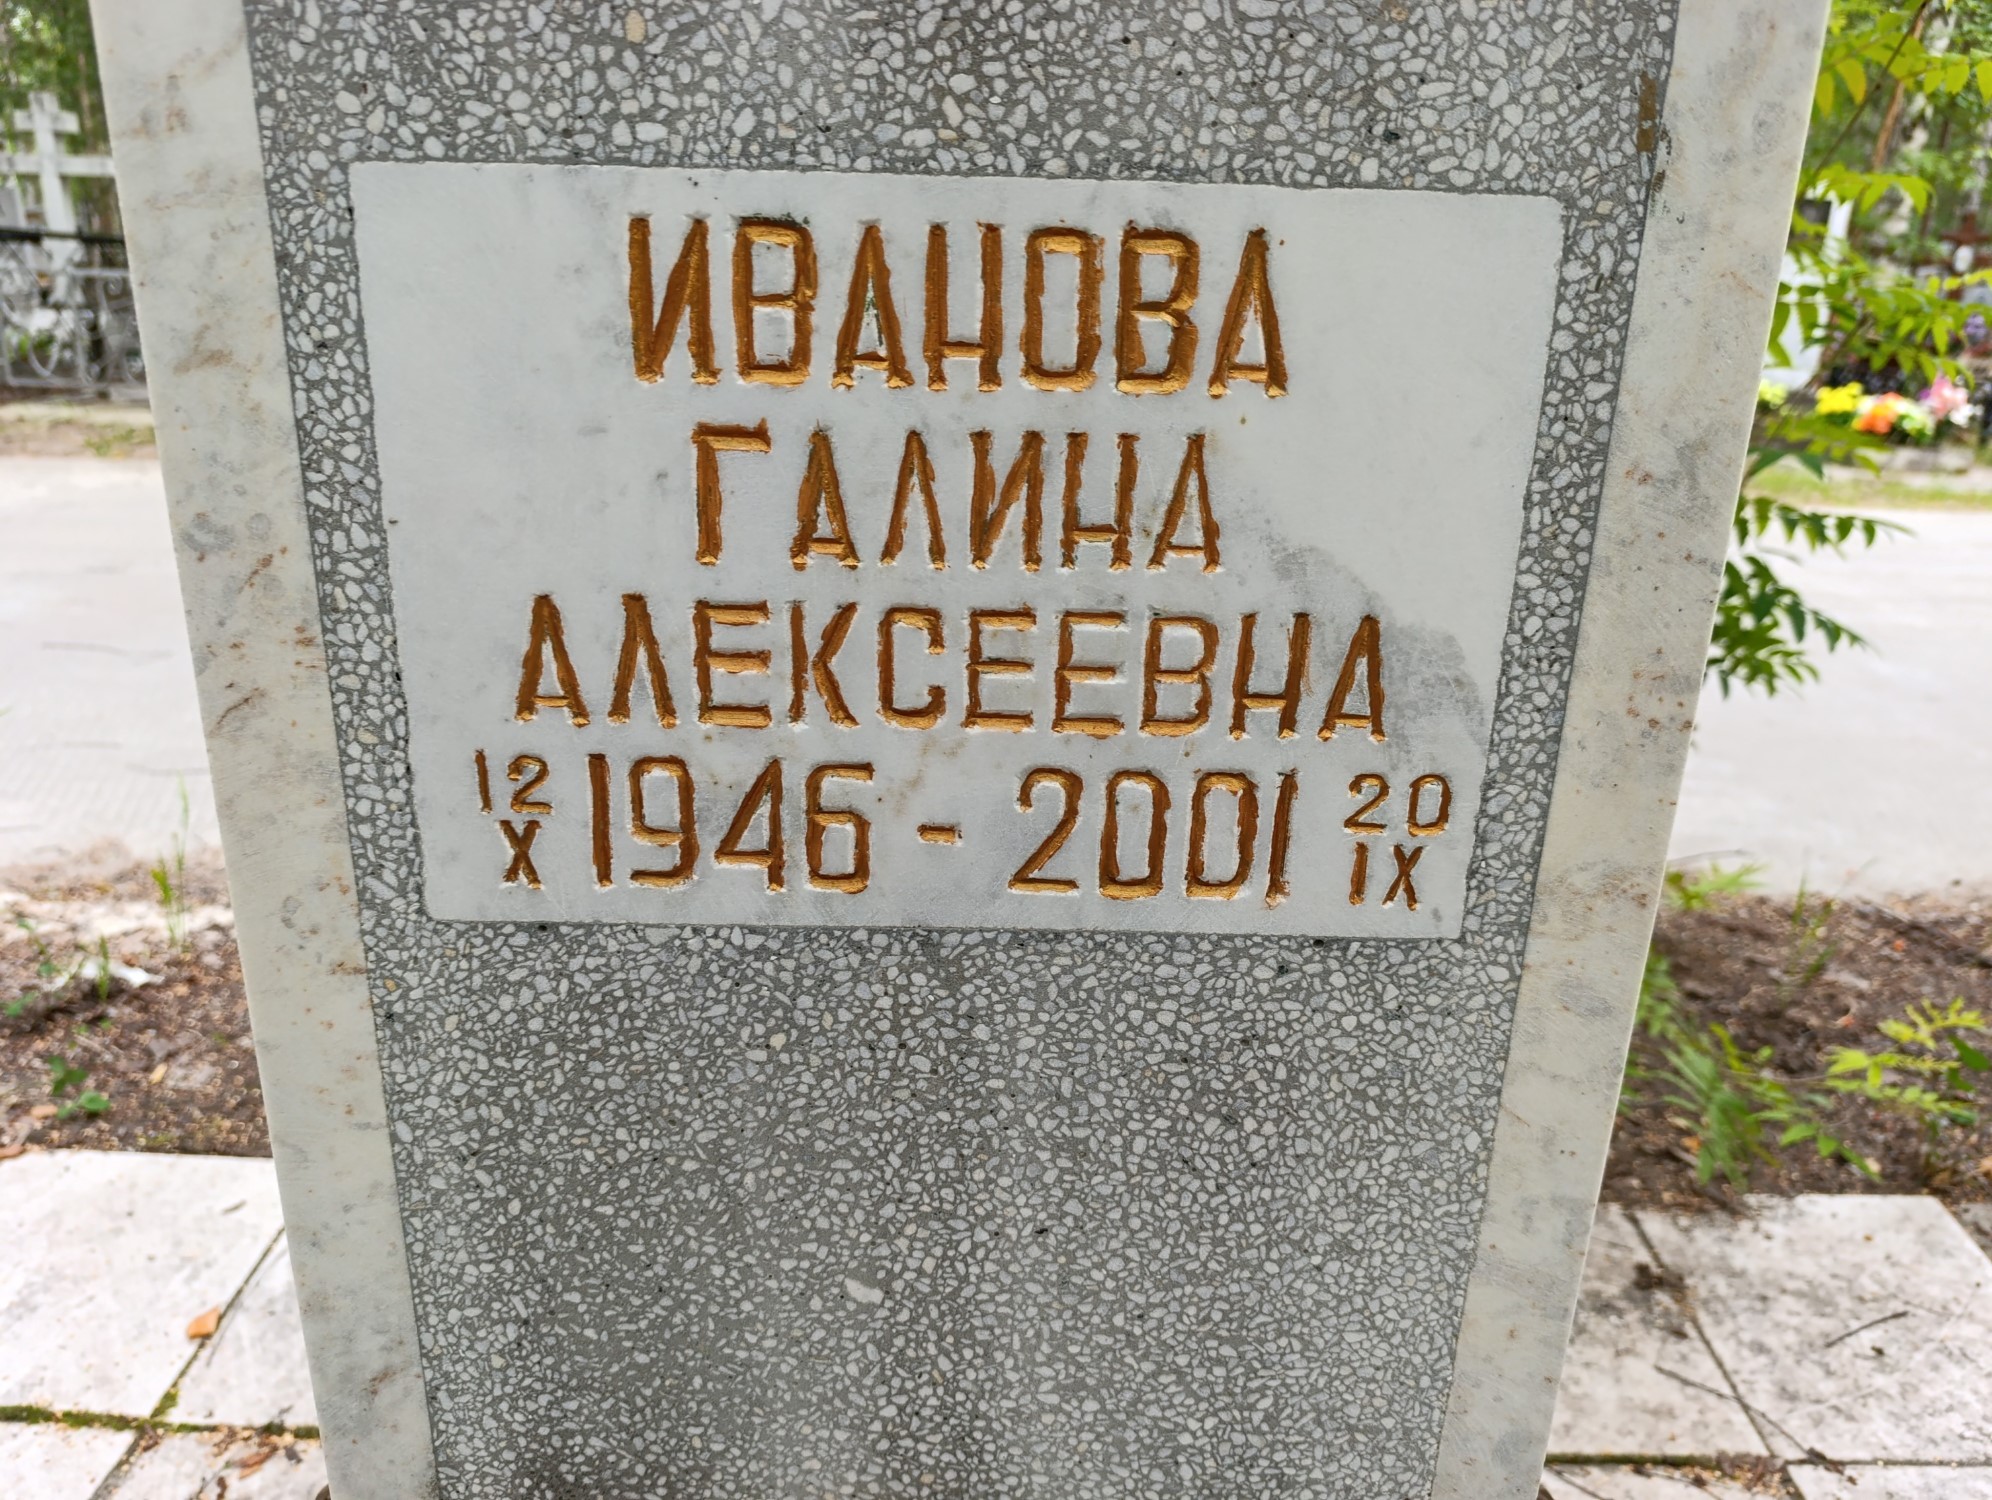 ИВАНОВА
ГАЛИНА
АЛЕКСЕЕВНА
12 X 1946 - 2001 20 IX